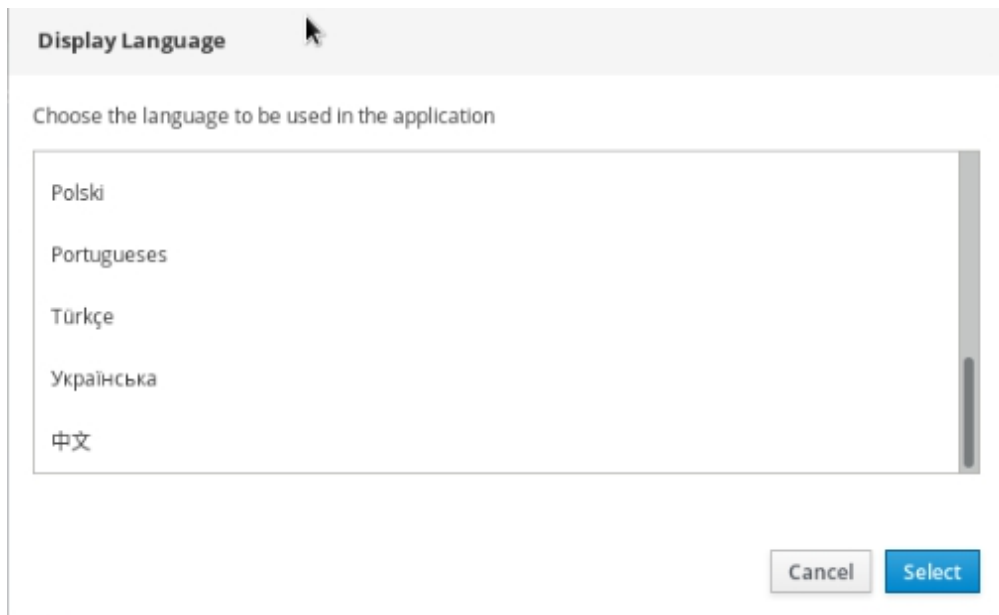 Display Language
Choose the language to be used in the application
Polski
Portugueses
Türkçe
Українська
中文
Cancel Select